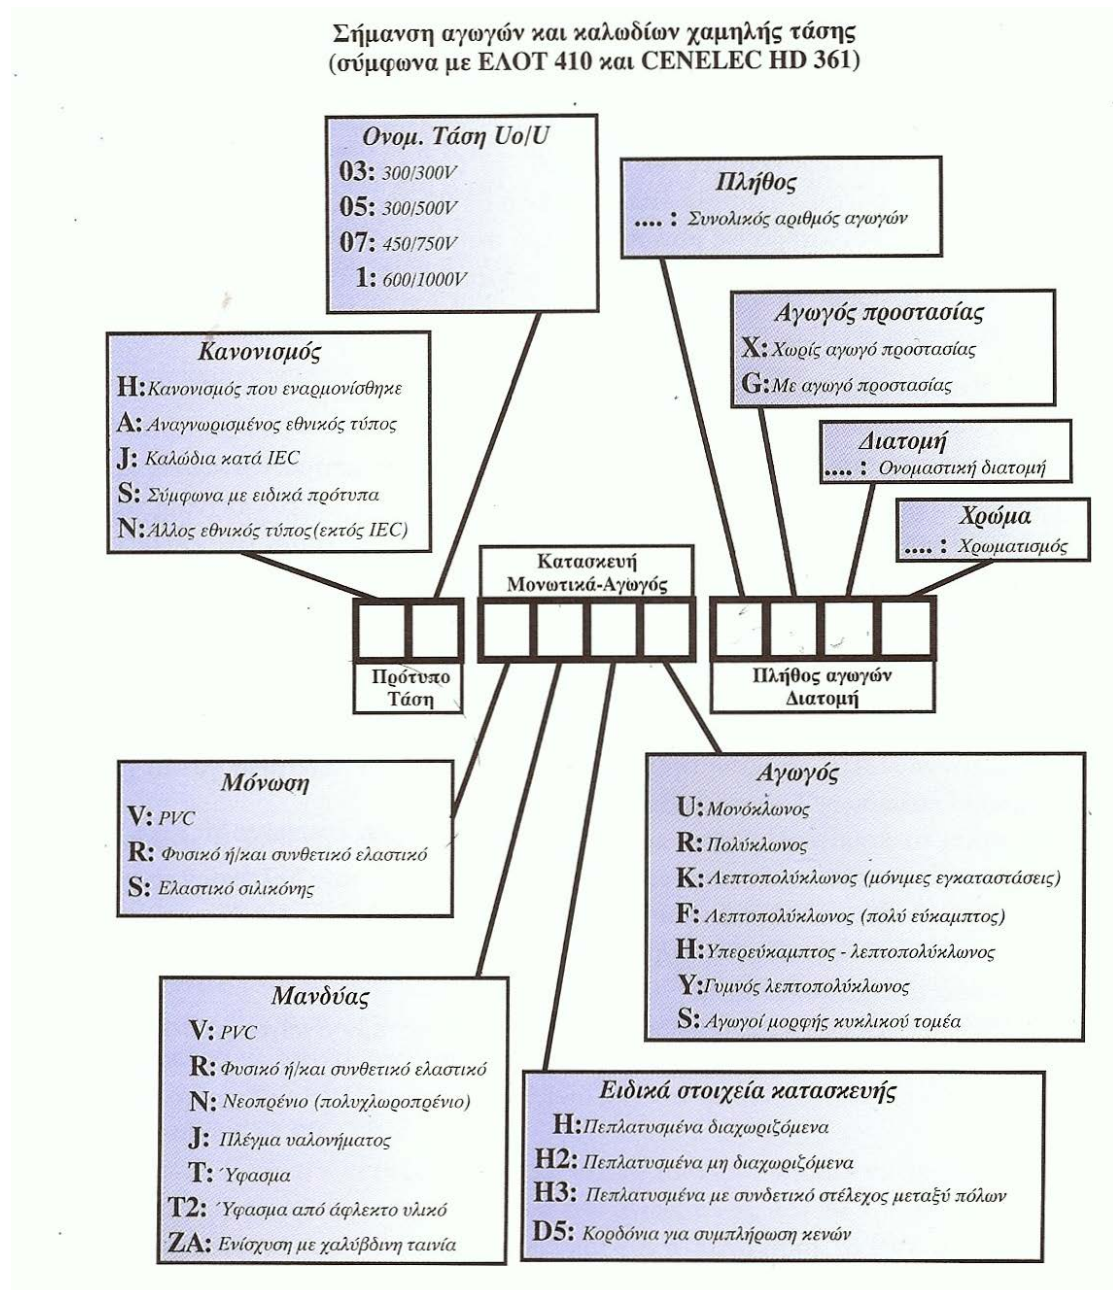 Σήμανση αγωγών και καλωδίων χαμηλής τάσης
(σύμφωνα με ΕΛΟΤ 410 και CENELEC HD 361)
Ονομ. Τάση Uo/U
03: 300/300V
05: 300/500V
07: 450/750V
1: 600/1000V
Πλήθος
.... : Συνολικός αριθμός αγωγών
Αγωγός προστασίας
X: Χωρίς αγωγό προστασίας
G: Με αγωγό προστασίας
Κανονισμός
H: Κανονισμός που εναρμονίσθηκε
A: Αναγνωρισμένος εθνικός τύπος
J: Καλώδια κατά IEC
S: Σύμφωνα με ειδικά πρότυπα
N: Άλλος εθνικός τύπος(εκτός IEC)
Διατομή
.... : Ονομαστική διατομή
Χρώμα
.... : Χρωματισμός
Κατασκευή
Μονωτικά-Αγωγός
Πρότυπο
Τάση
Πλήθος αγωγών
Διατομή
Μόνωση
V: PVC
R: Φυσικό ή/και συνθετικό ελαστικό
S: Ελαστικό σιλικόνης
Αγωγός
U: Μονόκλωνος
R: Πολύκλωνος
K: Λεπτοπολύκλωνος (μόνιμες εγκαταστάσεις)
F: Λεπτοπολύκλωνος (πολύ εύκαμπτος)
H: Υπερεύκαμπτος - λεπτοπολύκλωνος
Y: Γυμνός λεπτοπολύκλωνος
S: Αγωγοί μορφής κυκλικού τομέα
Μανδύας
V: PVC
R: Φυσικό ή/και συνθετικό ελαστικό
N: Νεοπρένιο (πολυχλωροπρένιο)
J: Πλέγμα υαλονήματος
T: Ύφασμα
T2: Ύφασμα από άφλεκτο υλικό
ZA: Ενίσχυση με χαλύβδινη ταινία
Ειδικά στοιχεία κατασκευής
H: Πεπλατυσμένα διαχωριζόμενα
H2: Πεπλατυσμένα μη διαχωριζόμενα
H3: Πεπλατυσμένα με συνδετικό στέλεχος μεταξύ πόλων
D5: Κορδόνια για συμπλήρωση κενών